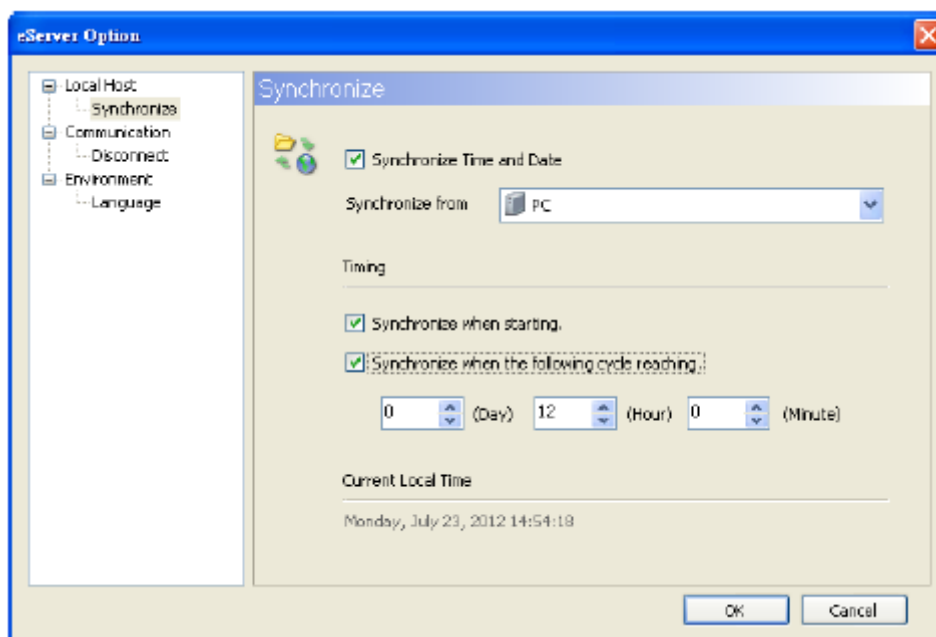 eServer Option
Local Host
Synchronize
Communication
Disconnect
Environment
Language
Synchronize
Synchronize Time and Date
Synchronize from PC
Timing
Synchronize when starting.
Synchronize when the following cycle reaching.
0 (Day) 12 (Hour) 0 (Minute)
Current Local Time
Monday, July 23, 2012 14:54:18
OK Cancel